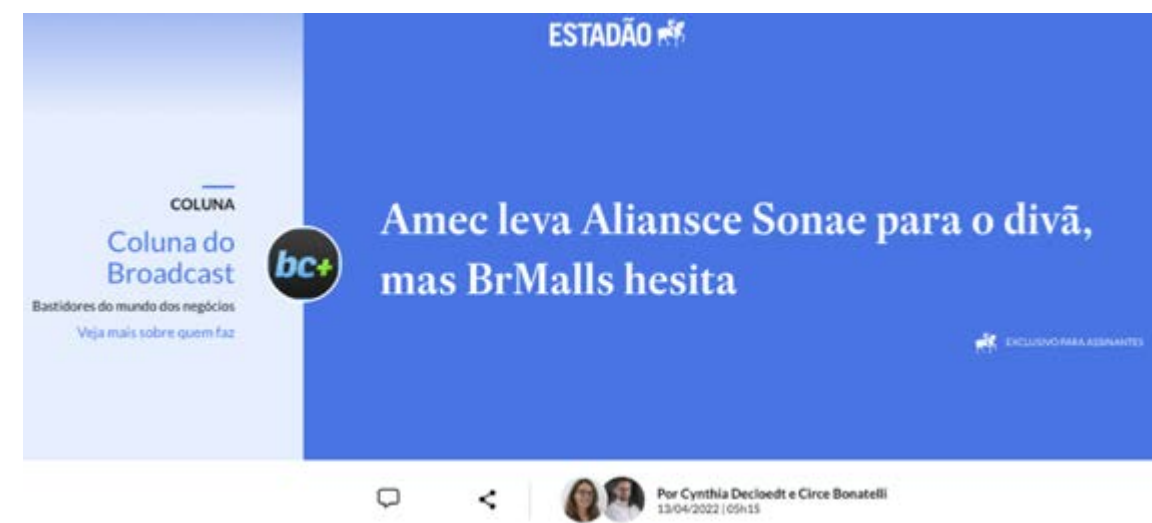 ESTADÃO
COLUNA
Coluna do
Broadcast
Bastidores do mundo dos negócios
Veja mais sobre quem faz
bc+
Amec leva Aliansce Sonae para o divã,
mas BrMalls hesita
EXCLUSIVO PARA ASSINANTES
Por Cynthia Decloedt e Circe Bonatelli
13/04/2022 | 05h15